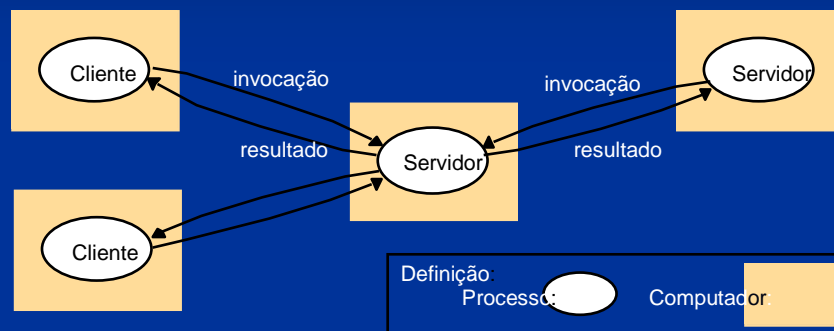 Cliente
invocação
resultado
Servidor
invocação
resultado
Servidor
Cliente
Definição:
Processo:
Computador: